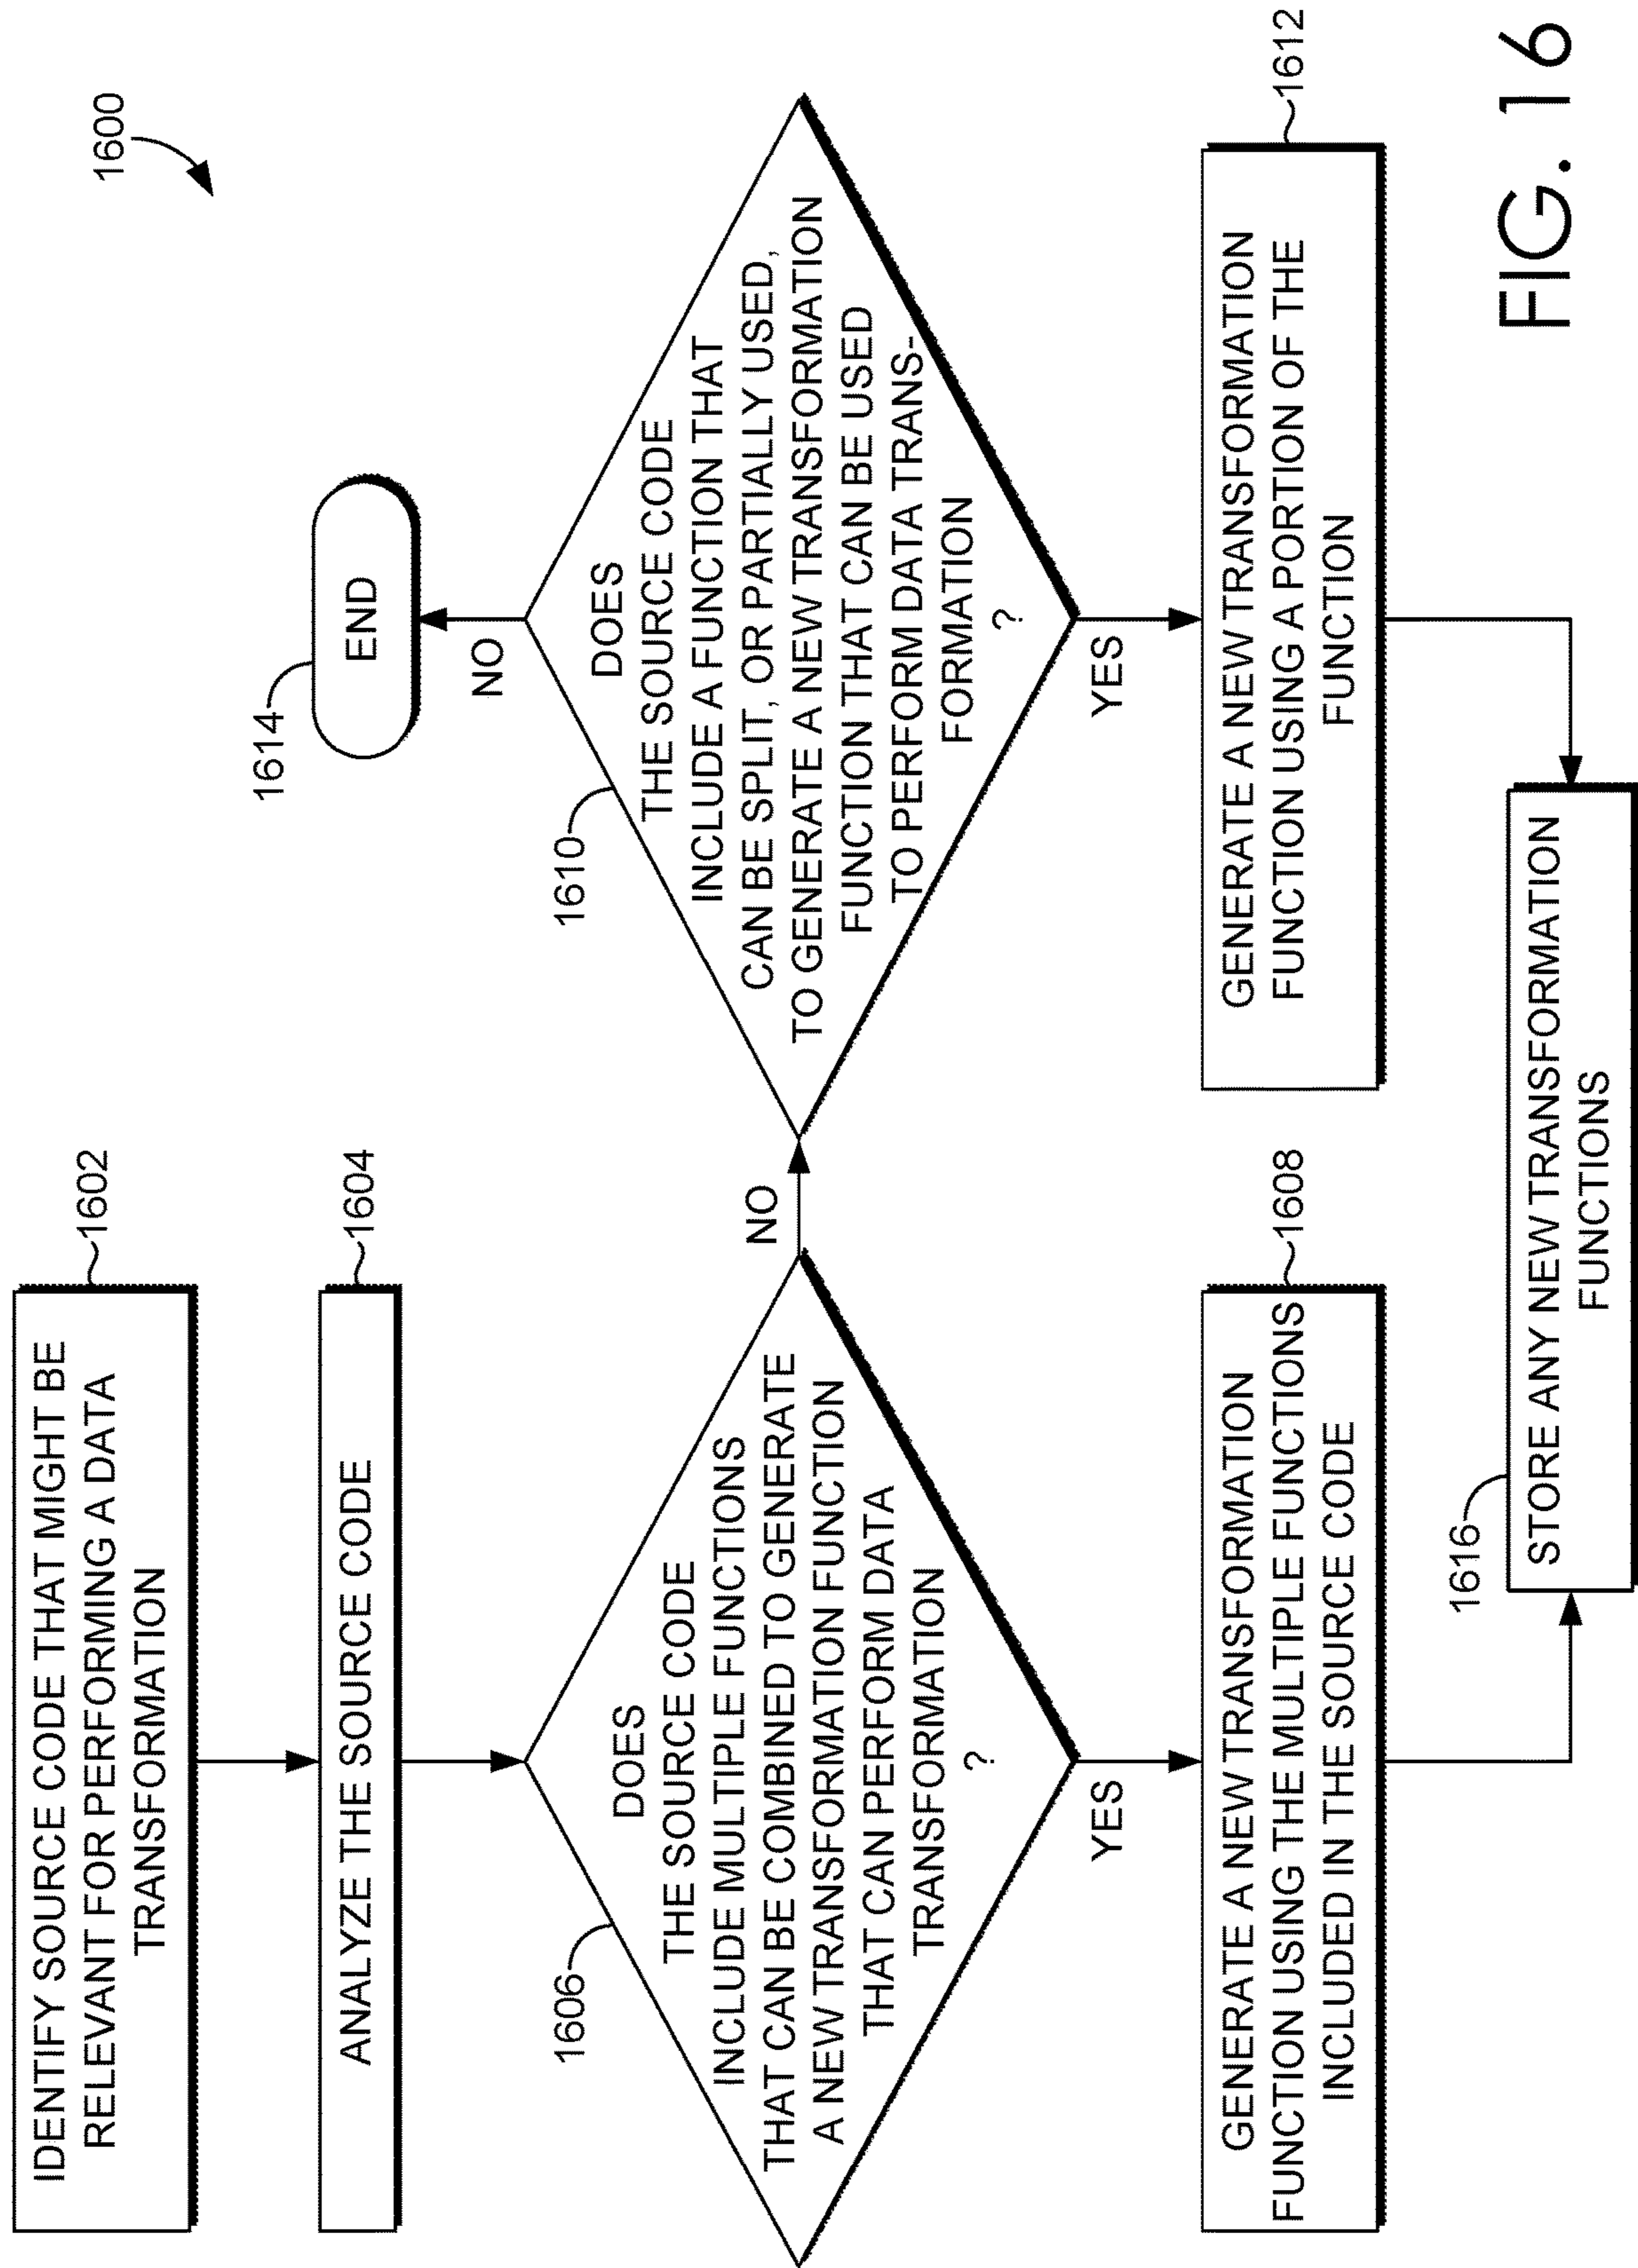 1600
IDENTIFY SOURCE CODE THAT MIGHT BE
RELEVANT FOR PERFORMING A DATA
TRANSFORMATION
1602
ANALYZE THE SOURCE CODE
1604
DOES
THE SOURCE CODE
INCLUDE MULTIPLE FUNCTIONS
THAT CAN BE COMBINED TO GENERATE
A NEW TRANSFORMATION FUNCTION
THAT CAN PERFORM DATA
TRANSFORMATION
?
1606
NO
YES
GENERATE A NEW TRANSFORMATION
FUNCTION USING THE MULTIPLE FUNCTIONS
INCLUDED IN THE SOURCE CODE
1608
END
1614
NO
DOES
THE SOURCE CODE
INCLUDE A FUNCTION THAT
CAN BE SPLIT, OR PARTIALLY USED,
TO GENERATE A NEW TRANSFORMATION
FUNCTION THAT CAN BE USED
TO PERFORM DATA TRANS-
FORMATION
?
1610
YES
GENERATE A NEW TRANSFORMATION
FUNCTION USING A PORTION OF THE
FUNCTION
1612
1616
STORE ANY NEW TRANSFORMATION
FUNCTIONS
FIG. 16